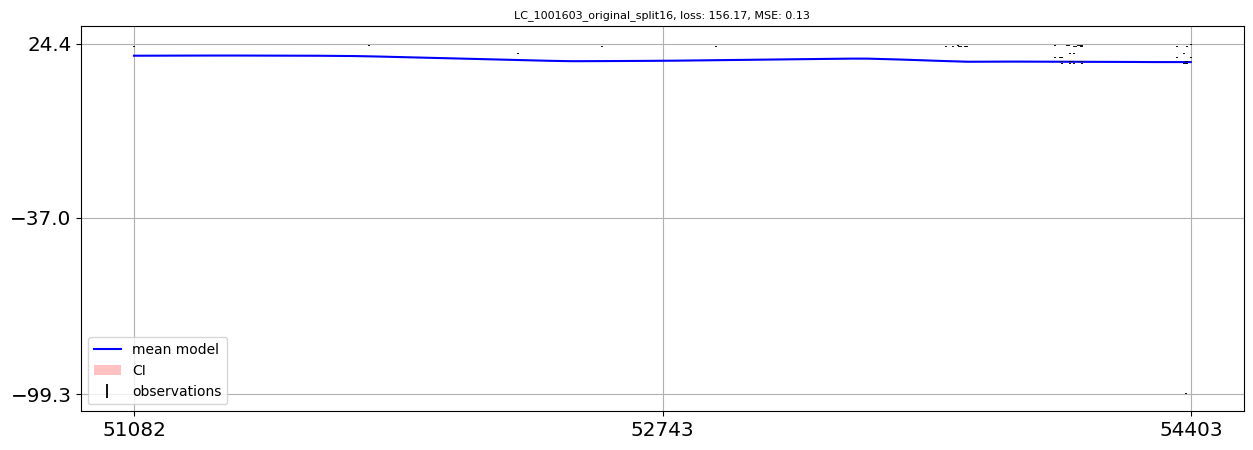 LC_1001603_original_split16, loss: 156.17, MSE: 0.13
24.4
−37.0
−99.3
mean model
CI
observations
51082 52743 54403